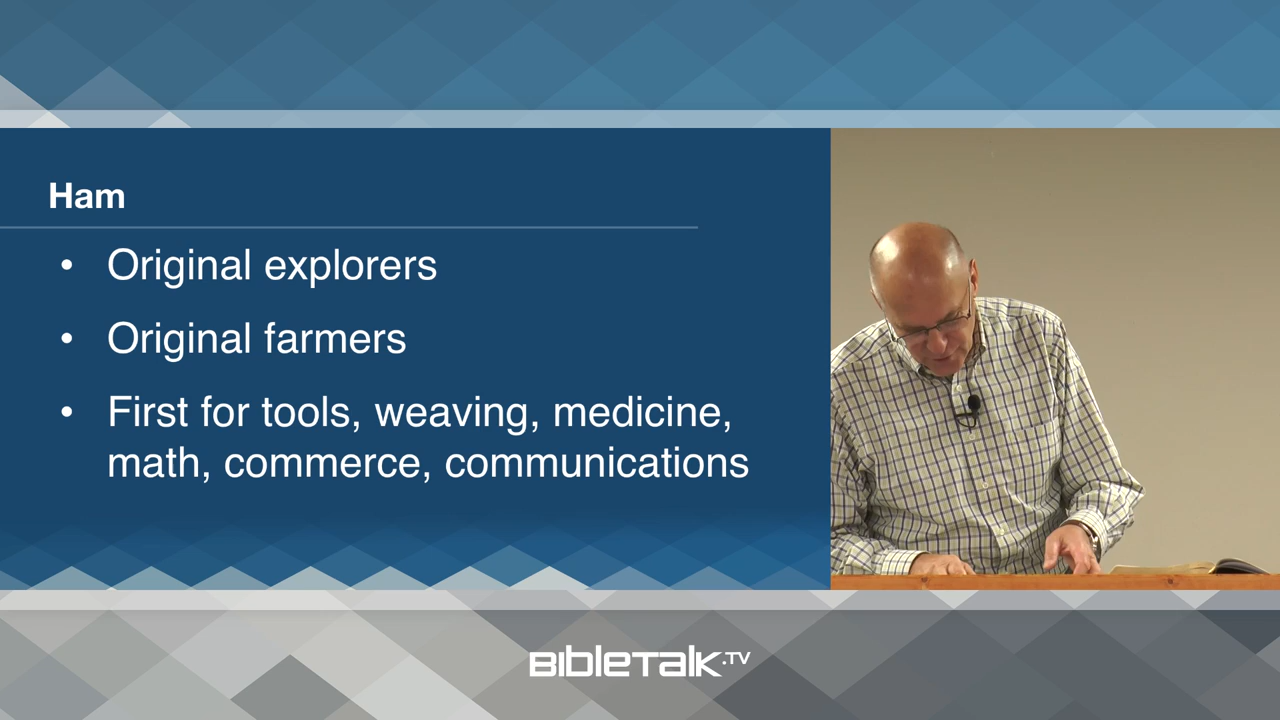 Ham
• Original explorers
• Original farmers
• First for tools, weaving, medicine,
math, commerce, communications
BIBLETALK.TV